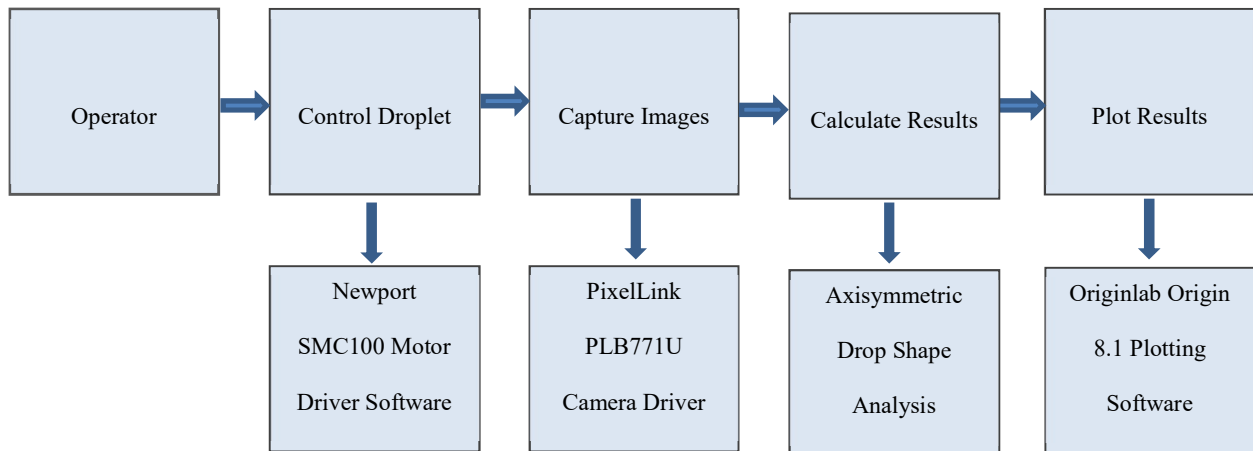 Operator
Control Droplet
Capture Images
Calculate Results
Plot Results
Newport
SMC100 Motor
Driver Software
PixelLink
PLB771U
Camera Driver
Axisymmetric
Drop Shape
Analysis
Originlab Origin
8.1 Plotting
Software